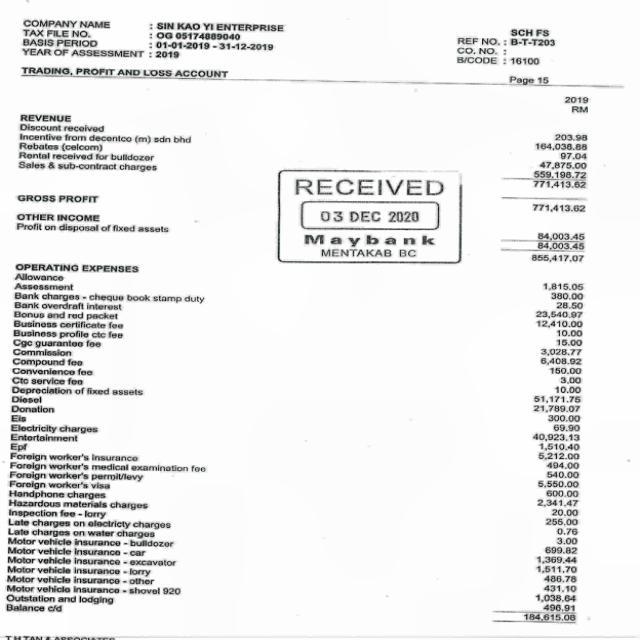 COMPANY NAME : SIN KAO YI ENTERPRISE
TAX FILE NO. : OG 05174889040
BASIS PERIOD : 01-01-2019 - 31-12-2019
YEAR OF ASSESSMENT : 2019
SCH FS
REF NO. : B-T-T203
CO. NO. :
B/CODE : 16100
TRADING, PROFIT AND LOSS ACCOUNT
Page 15
2019
RM
REVENUE
Discount received 203.98
Incentive from decentco (m) sdn bhd 164,038.88
Rebates (celcom) 97.04
Rental received for bulldozer 47,875.00
Sales & sub-contract charges 559,198.72
771,413.62
GROSS PROFIT 771,413.62
OTHER INCOME
Profit on disposal of fixed assets 84,003.45
84,003.45
855,417.07
RECEIVED
03 DEC 2020
Maybank
MENTAKAB BC
OPERATING EXPENSES
Allowance 1,815.05
Assessment 380.00
Bank charges - cheque book stamp duty 28.50
Bank overdraft interest 23,540.97
Bonus and red packet 12,410.00
Business certificate fee 10.00
Business profile ctc fee 15.00
Cgc guarantee fee 3,028.77
Commission 6,408.92
Compound fee 150.00
Convenience fee 3.00
Ctc service fee 10.00
Depreciation of fixed assets 51,171.75
Diesel 21,789.07
Donation 300.00
Eis 69.90
Electricity charges 40,923.13
Entertainment 1,510.40
Epf 5,212.00
Foreign worker's insurance 494.00
Foreign worker's medical examination fee 540.00
Foreign worker's permit/levy 5,550.00
Foreign worker's visa 600.00
Handphone charges 2,341.47
Hazardous materials charges 20.00
Inspection fee - lorry 255.00
Late charges on electricty charges 0.76
Late charges on water charges 3.00
Motor vehicle insurance - bulldozer 699.82
Motor vehicle insurance - car 1,369.44
Motor vehicle insurance - excavator 1,511.70
Motor vehicle insurance - lorry 486.78
Motor vehicle insurance - other 431.10
Motor vehicle insurance - shovel 920 1,038.64
Outstation and lodging 496.91
Balance c/d 184,615.08
T H TAN & ASSOCIATES